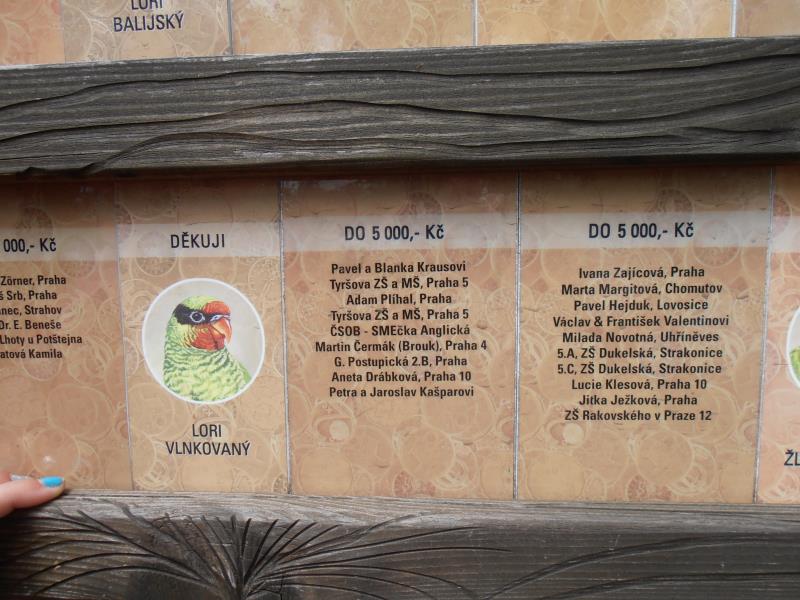 LORI
BALIJSKÝ
000,- Kč
Zörner, Praha
Srb, Praha
Strahov
Dr. E. Beneše
Lhoty u Potštejna
Kamila
DĚKUJI
LORI
VLNKOVANÝ
DO 5 000,- Kč
Pavel a Blanka Krausovi
Tyršova ZŠ a MŠ, Praha 5
Adam Plíhal, Praha
Tyršova ZŠ a MŠ, Praha 5
ČSOB - SMEčka Anglická
Martin Čermák (Brouk), Praha 4
G. Postupická 2.B, Praha
Aneta Drábková, Praha 10
Petra a Jaroslav Kašparovi
DO 5 000,- Kč
Ivana Zajícová, Praha
Marta Margitová, Chomutov
Pavel Hejduk, Lovosice
Václav & František Valentinovi
Milada Novotná, Uhříněves
5.A, ZŠ Dukelská, Strakonice
5.C, ZŠ Dukelská, Strakonice
Lucie Klesová, Praha 10
Jitka Ježková, Praha
ZŠ Rakovského v Praze 12